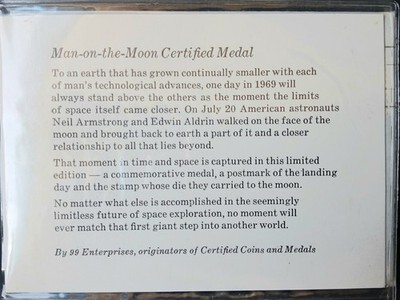 Man-on-the-Moon Certified Medal
To an earth that has grown continually smaller with each
of man's technological advances, one day in 1969 will
always stand above the others as the moment the limits
of space itself came closer. On July 20 American astronauts
Neil Armstrong and Edwin Aldrin walked on the face of the
moon and brought back to earth a part of it and a closer
relationship to all that lies beyond.
That moment in time and space is captured in this limited
edition — a commemorative medal, a postmark of the landing
day and the stamp whose die they carried to the moon.
No matter what else is accomplished in the seemingly
limitless future of space exploration, no moment will
ever match that first giant step into another world.
By 99 Enterprises, originators of Certified Coins and Medals